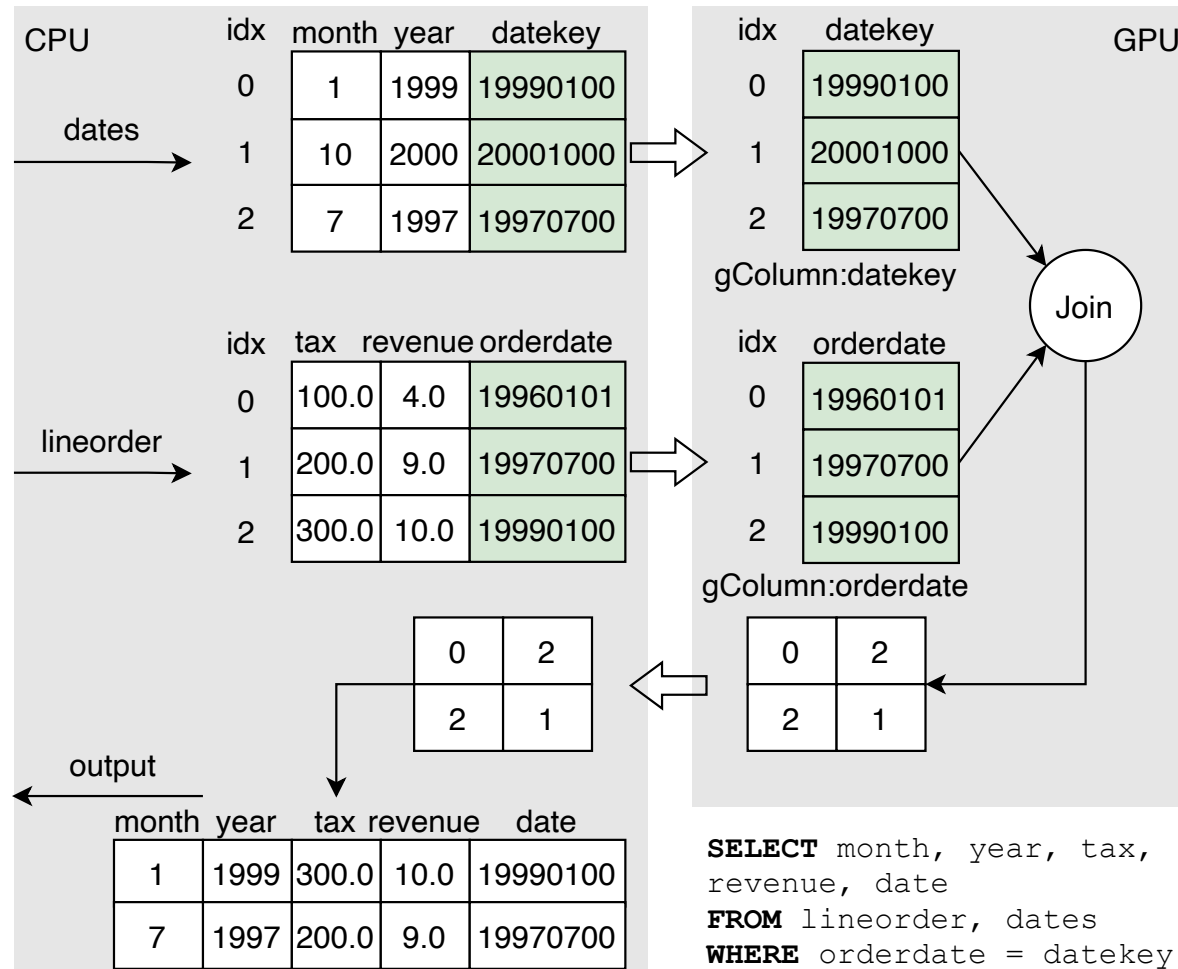 CPU
idx month year datekey
0 1 1999 19990100
dates
1 10 2000 20001000
2 7 1997 19970700
idx tax revenue orderdate
0 100.0 4.0 19960101
lineorder
1 200.0 9.0 19970700
2 300.0 10.0 19990100
0 2
2 1
output
month year tax revenue date
1 1999 300.0 10.0 19990100
7 1997 200.0 9.0 19970700
GPU
idx datekey
0 19990100
1 20001000
2 19970700
gColumn:datekey
Join
idx orderdate
0 19960101
1 19970700
2 19990100
gColumn:orderdate
0 2
2 1
SELECT month, year, tax,
revenue, date
FROM lineorder, dates
WHERE orderdate = datekey